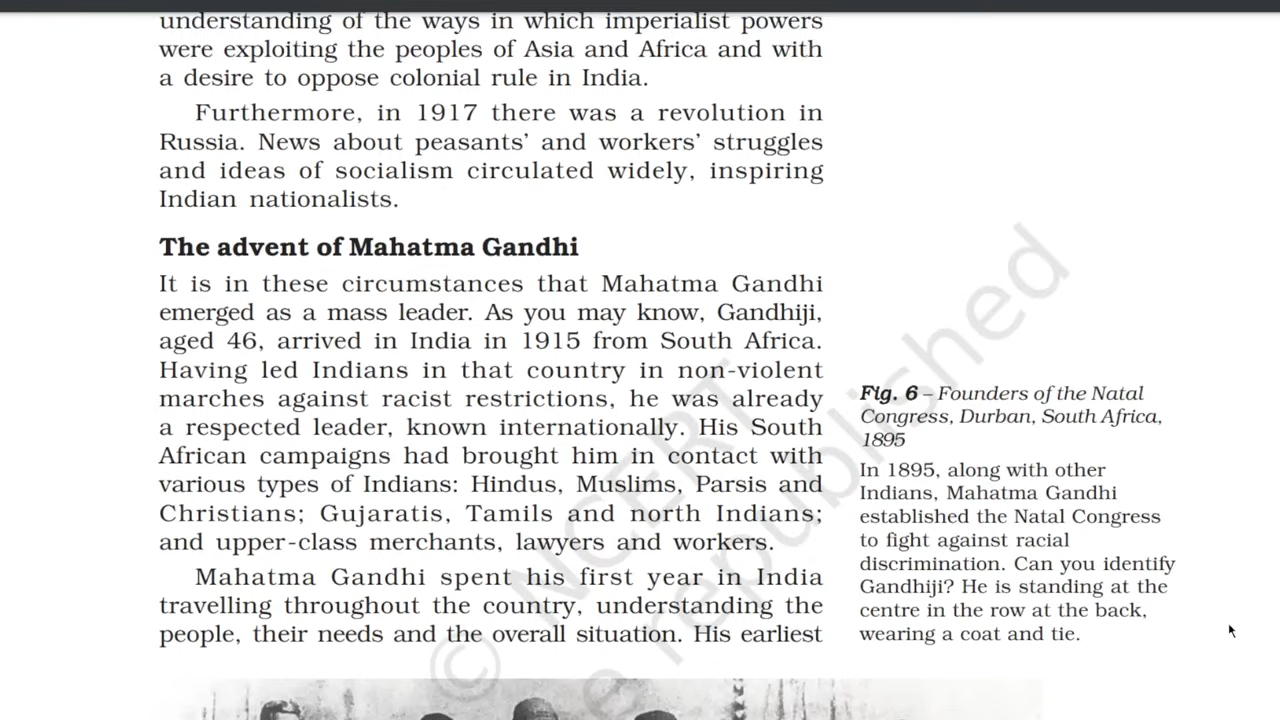 understanding of the ways in which imperialist powers
were exploiting the peoples of Asia and Africa and with
a desire to oppose colonial rule in India.
Furthermore, in 1917 there was a revolution in
Russia. News about peasants’ and workers’ struggles
and ideas of socialism circulated widely, inspiring
Indian nationalists.
The advent of Mahatma Gandhi
It is in these circumstances that Mahatma Gandhi
emerged as a mass leader. As you may know, Gandhiji,
aged 46, arrived in India in 1915 from South Africa.
Having led Indians in that country in non-violent
marches against racist restrictions, he was already
a respected leader, known internationally. His South
African campaigns had brought him in contact with
various types of Indians: Hindus, Muslims, Parsis and
Christians; Gujaratis, Tamils and north Indians;
and upper-class merchants, lawyers and workers.
Mahatma Gandhi spent his first year in India
travelling throughout the country, understanding the
people, their needs and the overall situation. His earliest
Fig. 6 – Founders of the Natal
Congress, Durban, South Africa,
1895
In 1895, along with other
Indians, Mahatma Gandhi
established the Natal Congress
to fight against racial
discrimination. Can you identify
Gandhiji? He is standing at the
centre in the row at the back,
wearing a coat and tie.
© NCERT
e republished